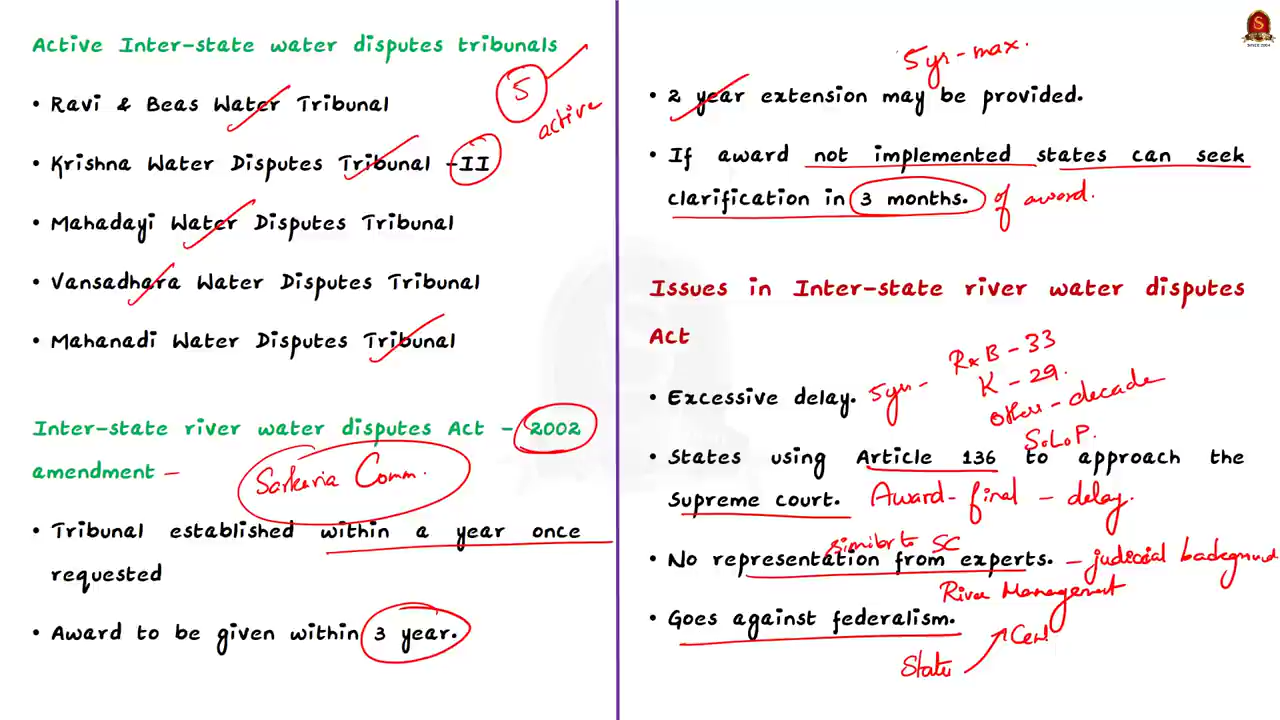 Active Inter-state water disputes tribunals
• Ravi & Beas Water Tribunal
5
active
• Krishna Water Disputes Tribunal -II
• Mahadayi Water Disputes Tribunal
• Vansadhara Water Disputes Tribunal
• Mahanadi Water Disputes Tribunal
Inter-state river water disputes Act - 2002
amendment -
Sarkaria Comm.
• Tribunal established within a year once
requested
• Award to be given within 3 year.
5yr-max.
• 2 year extension may be provided.
• If award not implemented states can seek
clarification in 3 months. of award.
Issues in Inter-state river water disputes
Act
R&B - 33
• Excessive delay. 5yrs - K - 29.
other - decade
S.L.P.
• States using Article 136 to approach the
supreme court. Award - final - delay.
similar to SC
• No representation from experts. - judicial background
River Management
• Goes against federalism.
Cent
State
S
SINCE 2004